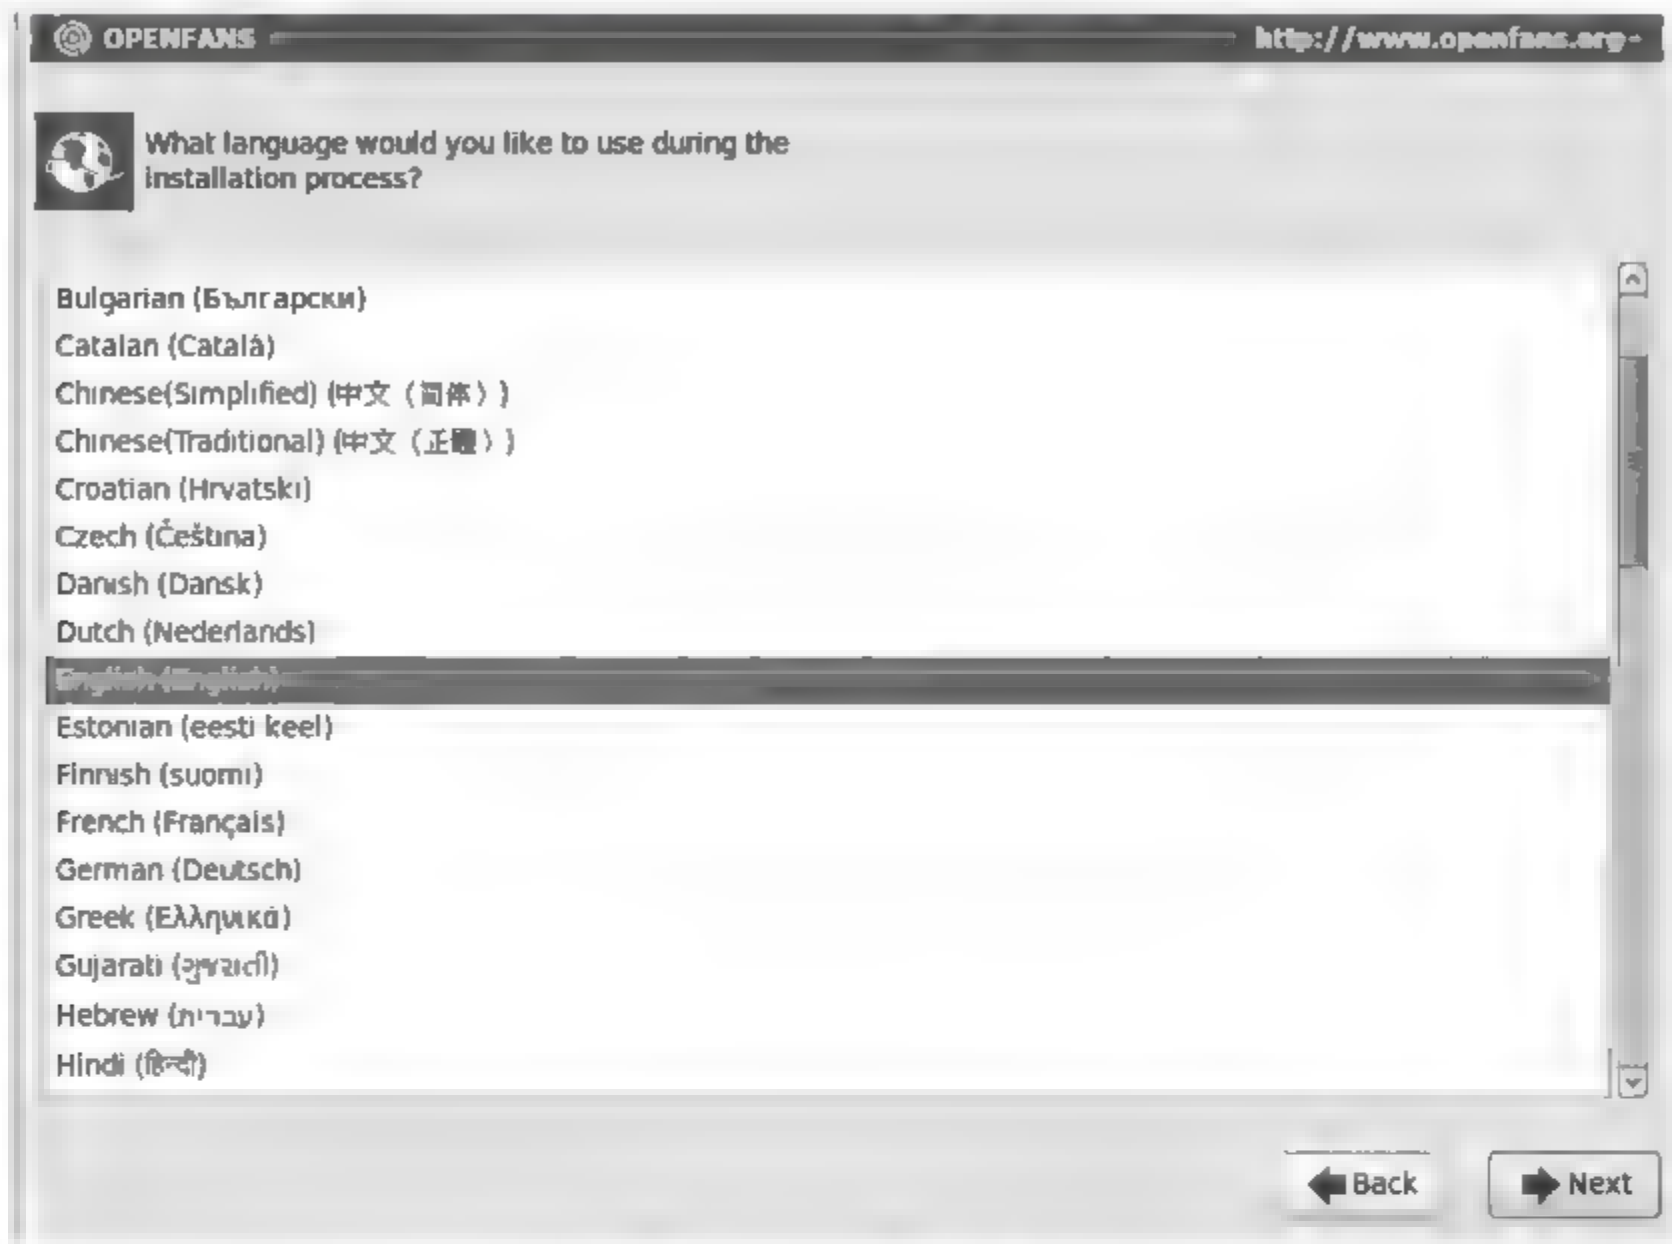 OPENFANS
http://www.openfans.org
What language would you like to use during the
installation process?
Bulgarian (Български)
Catalan (Català)
Chinese(Simplified) (中文（简体）)
Chinese(Traditional) (中文（正體）)
Croatian (Hrvatski)
Czech (Čeština)
Danish (Dansk)
Dutch (Nederlands)
English (English)
Estonian (eesti keel)
Finnish (suomi)
French (Français)
German (Deutsch)
Greek (Ελληνικά)
Gujarati (ગુજરાતી)
Hebrew (עברית)
Hindi (हिन्दी)
Back
Next